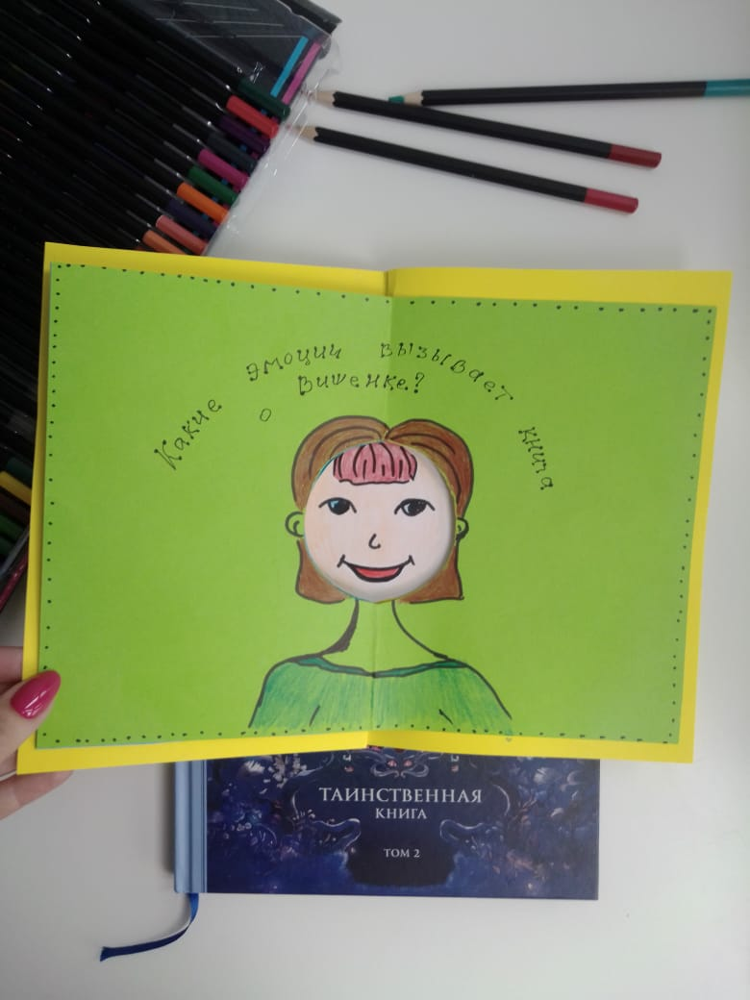 Какие эмоции вызывает книга
о Вишенке?
ТАИНСТВЕННАЯ
КНИГА
ТОМ 2